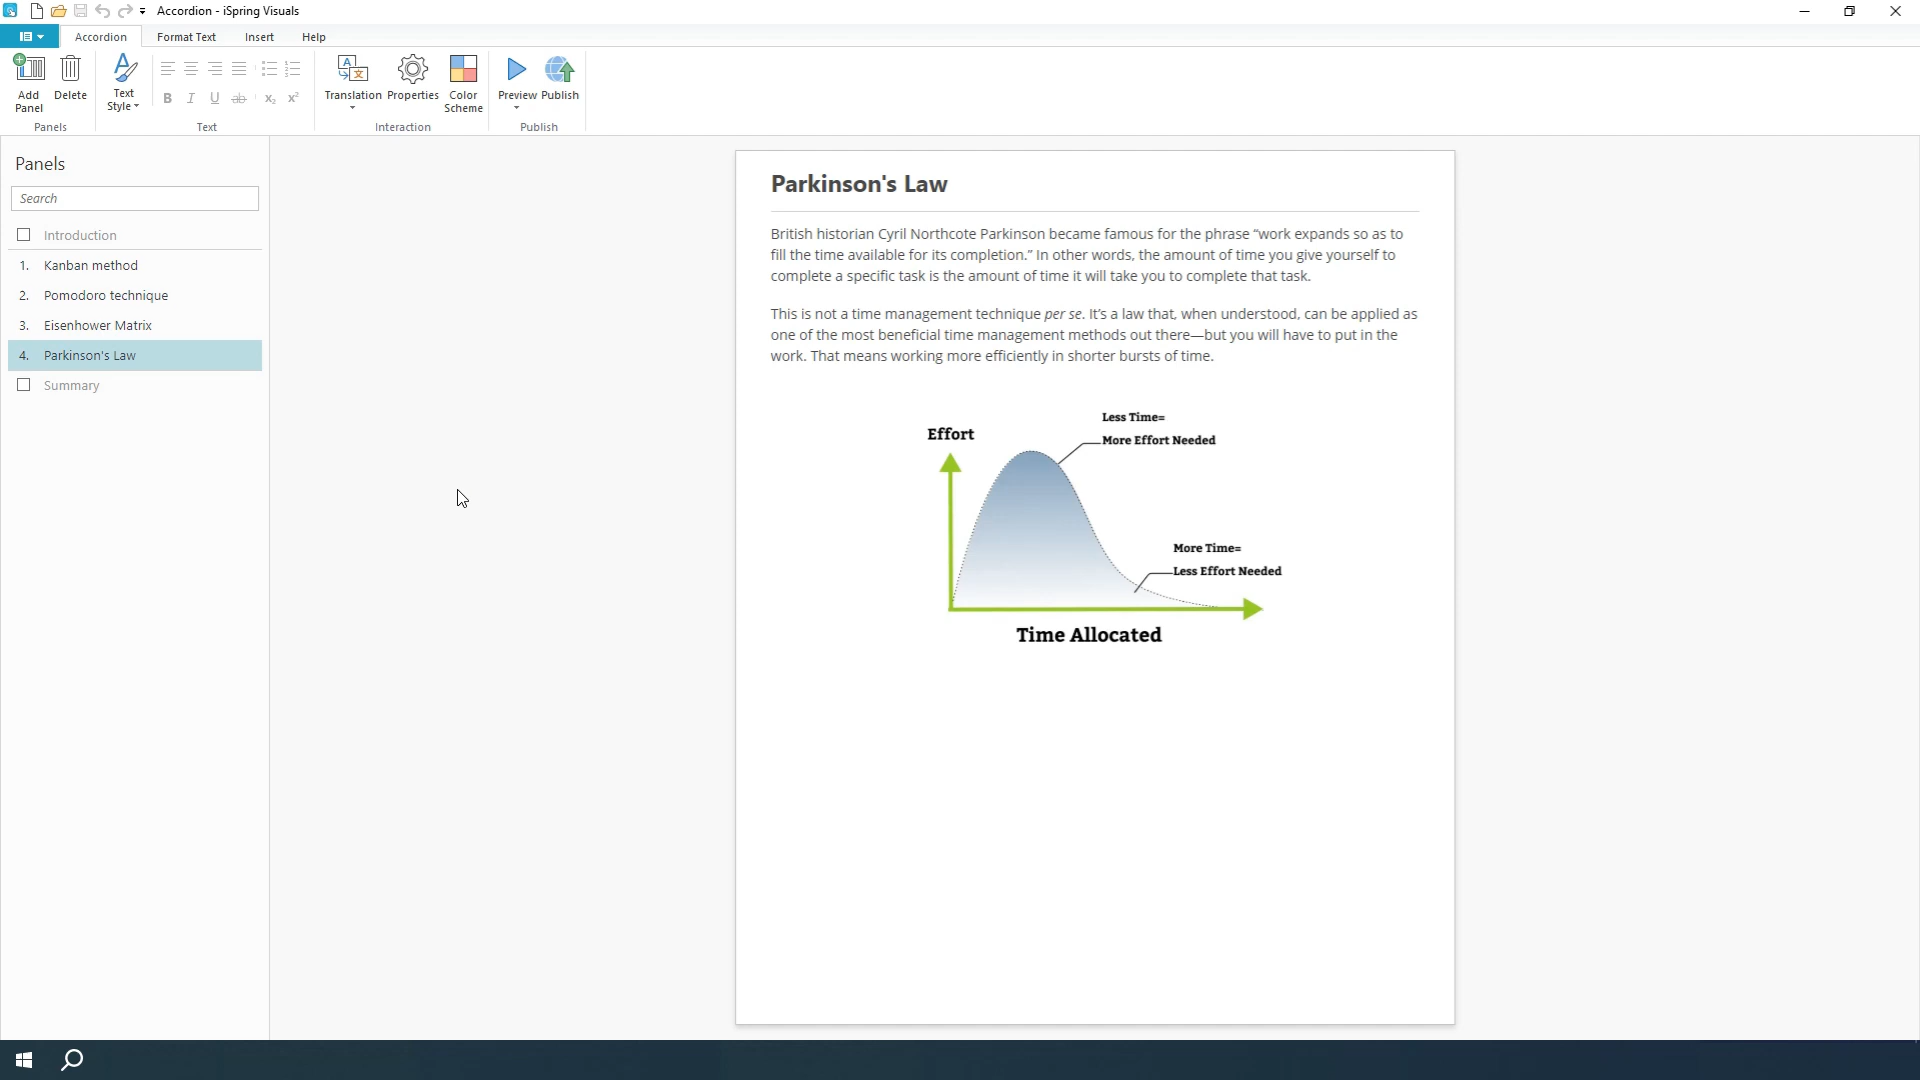 Accordion - iSpring Visuals
Accordion
Format Text
Insert
Help
Add
Panel
Delete
Panels
Text
Style
B I U ab x₂ x²
Text
Translation
Properties
Color
Scheme
Interaction
Preview
Publish
Publish
Panels
Search
Introduction
1. Kanban method
2. Pomodoro technique
3. Eisenhower Matrix
4. Parkinson's Law
Summary
Parkinson's Law
British historian Cyril Northcote Parkinson became famous for the phrase “work expands so as to
fill the time available for its completion.” In other words, the amount of time you give yourself to
complete a specific task is the amount of time it will take you to complete that task.
This is not a time management technique per se. It’s a law that, when understood, can be applied as
one of the most beneficial time management methods out there—but you will have to put in the
work. That means working more efficiently in shorter bursts of time.
Less Time=
More Effort Needed
Effort
More Time=
Less Effort Needed
Time Allocated